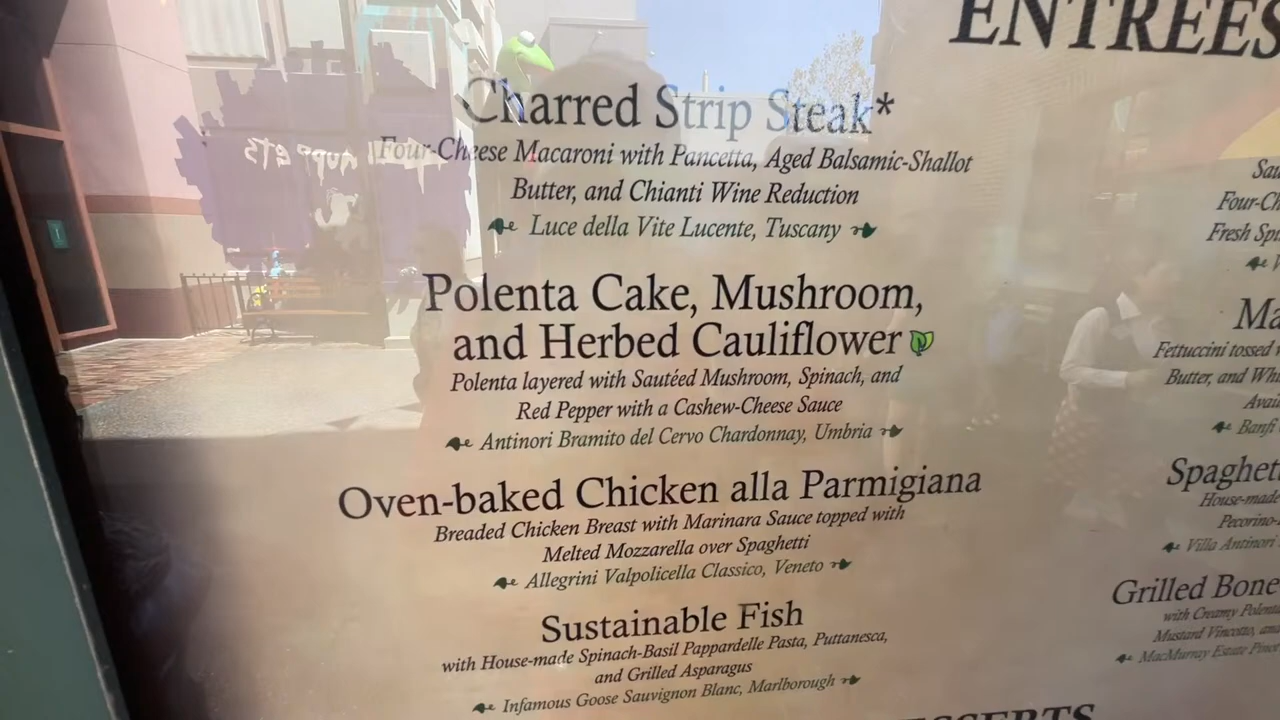 ENTRÉES
Charred Strip Steak*
Four-Cheese Macaroni with Pancetta, Aged Balsamic-Shallot
Butter, and Chianti Wine Reduction
Luce della Vite Lucente, Tuscany
Polenta Cake, Mushroom,
and Herbed Cauliflower
Polenta layered with Sautéed Mushroom, Spinach, and
Red Pepper with a Cashew-Cheese Sauce
Antinori Bramito del Cervo Chardonnay, Umbria
Oven-baked Chicken alla Parmigiana
Breaded Chicken Breast with Marinara Sauce topped with
Melted Mozzarella over Spaghetti
Allegrini Valpolicella Classico, Veneto
Sustainable Fish
with House-made Spinach-Basil Pappardelle Pasta, Puttanesca,
and Grilled Asparagus
Infamous Goose Sauvignon Blanc, Marlborough
Four-Ch
Fresh Spi
Ma
Fettuccini tossed
Butter, and Whi
Avai
Banfi
Spaghet
House-made
Pecorino-
Villa Antinori
Grilled Bone
with Creamy Polent
Mustard Vincotto, and
MacMurray Estate Pinot